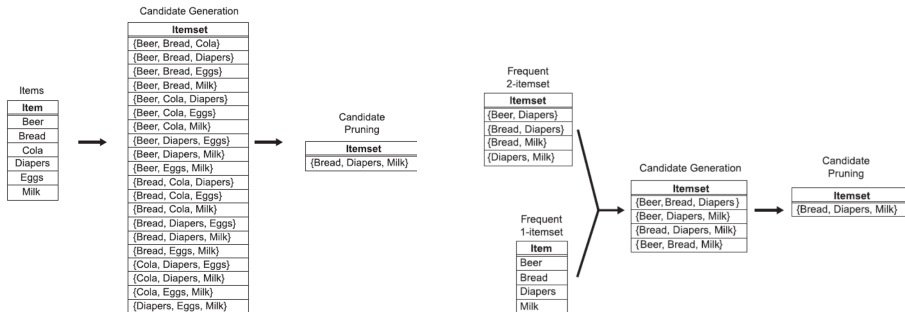 Candidate Generation
Itemset
{Beer, Bread, Cola}
{Beer, Bread, Diapers}
{Beer, Bread, Eggs}
{Beer, Bread, Milk}
{Beer, Cola, Diapers}
{Beer, Cola, Eggs}
{Beer, Cola, Milk}
{Beer, Diapers, Eggs}
{Beer, Diapers, Milk}
{Beer, Eggs, Milk}
{Bread, Cola, Diapers}
{Bread, Cola, Eggs}
{Bread, Cola, Milk}
{Bread, Diapers, Eggs}
{Bread, Diapers, Milk}
{Bread, Eggs, Milk}
{Cola, Diapers, Eggs}
{Cola, Diapers, Milk}
{Cola, Eggs, Milk}
{Diapers, Eggs, Milk}
Items
Item
Beer
Bread
Cola
Diapers
Eggs
Milk
Candidate
Pruning
Itemset
{Bread, Diapers, Milk}
Frequent
2-itemset
Itemset
{Beer, Diapers}
{Bread, Diapers}
{Bread, Milk}
{Diapers, Milk}
Frequent
1-itemset
Item
Beer
Bread
Diapers
Milk
Candidate Generation
Itemset
{Beer, Bread, Diapers}
{Beer, Diapers, Milk}
{Bread, Diapers, Milk}
{Beer, Bread, Milk}
Candidate
Pruning
Itemset
{Bread, Diapers, Milk}